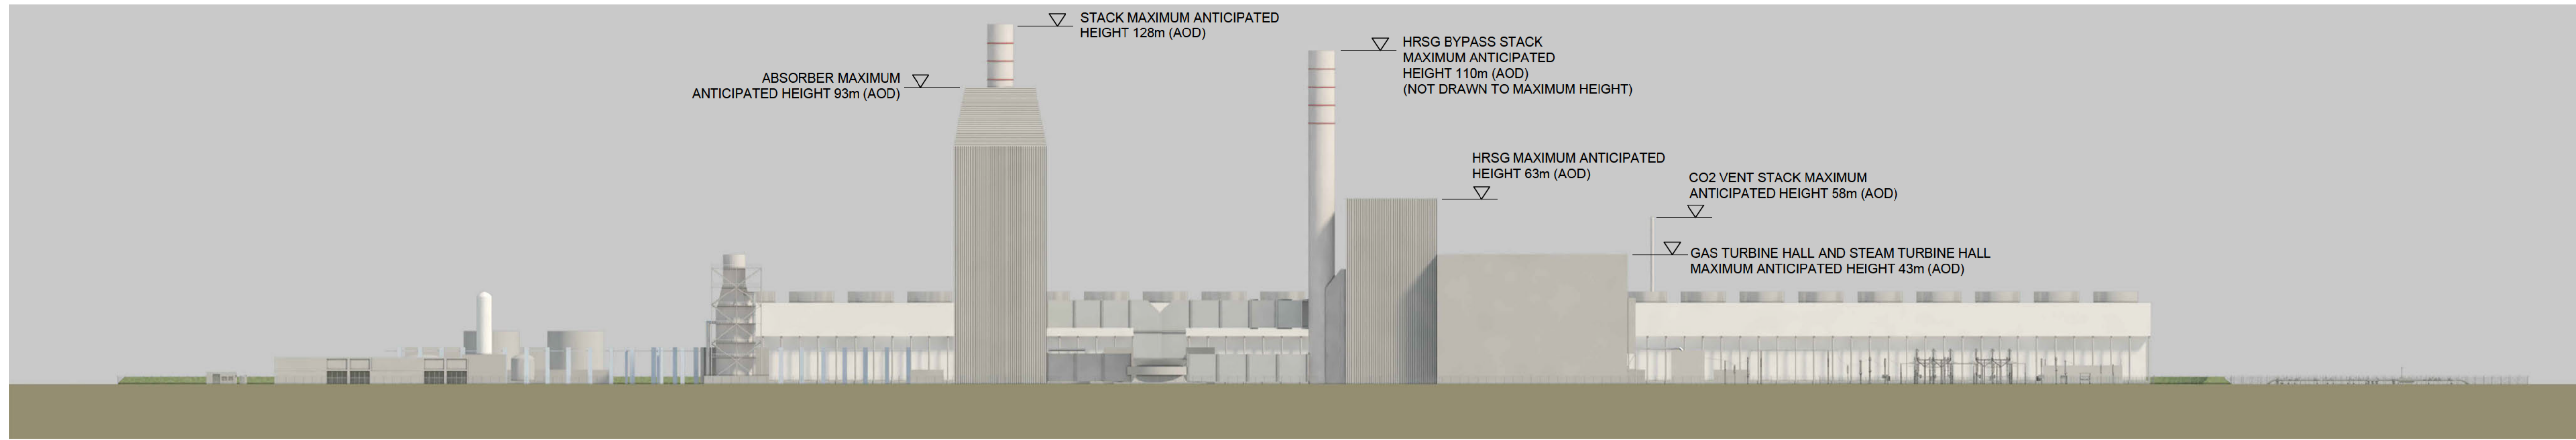 STACK MAXIMUM ANTICIPATED
HEIGHT 128m (AOD)
ABSORBER MAXIMUM
ANTICIPATED HEIGHT 93m (AOD)
HRSG BYPASS STACK
MAXIMUM ANTICIPATED
HEIGHT 110m (AOD)
(NOT DRAWN TO MAXIMUM HEIGHT)
HRSG MAXIMUM ANTICIPATED
HEIGHT 63m (AOD)
CO2 VENT STACK MAXIMUM
ANTICIPATED HEIGHT 58m (AOD)
GAS TURBINE HALL AND STEAM TURBINE HALL
MAXIMUM ANTICIPATED HEIGHT 43m (AOD)